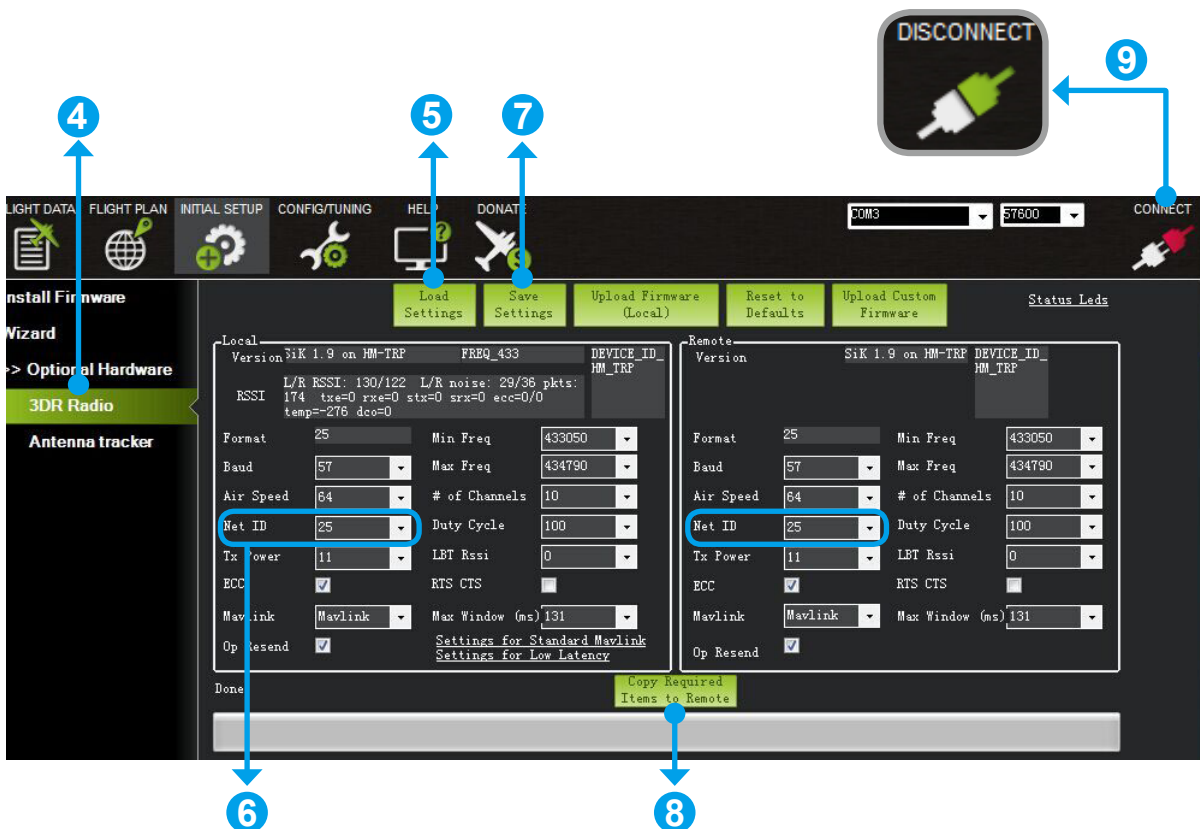 DISCONNECT
9
4
5
7
LIGHT DATA FLIGHT PLAN INITIAL SETUP CONFIG/TUNING HELP DONATE COM3 57600 CONNECT
nstall Firmware
Wizard
>> Optional Hardware
3DR Radio
Antenna tracker
Load Settings
Save Settings
Upload Firmware (Local)
Reset to Defaults
Upload Custom Firmware
Status Leds
Local
Version SiK 1.9 on HM-TRP FREQ_433 DEVICE_ID_
HM_TRP
RSSI L/R RSSI: 130/122 L/R noise: 29/36 pkts:
174 txe=0 rxe=0 stx=0 srx=0 ecc=0/0
temp=-276 dco=0
Format 25 Min Freq 433050
Baud 57 Max Freq 434790
Air Speed 64 # of Channels 10
Net ID 25 Duty Cycle 100
Tx Power 11 LBT Rssi 0
ECC RTS CTS
Mavlink Mavlink Max Window (ms) 131
Op Resend Settings for Standard Mavlink
Settings for Low Latency
Remote
Version SiK 1.9 on HM-TRP DEVICE_ID_
HM_TRP
Format 25 Min Freq 433050
Baud 57 Max Freq 434790
Air Speed 64 # of Channels 10
Net ID 25 Duty Cycle 100
Tx Power 11 LBT Rssi 0
ECC RTS CTS
Mavlink Mavlink Max Window (ms) 131
Op Resend
Done
Copy Required
Items to Remote
6
8